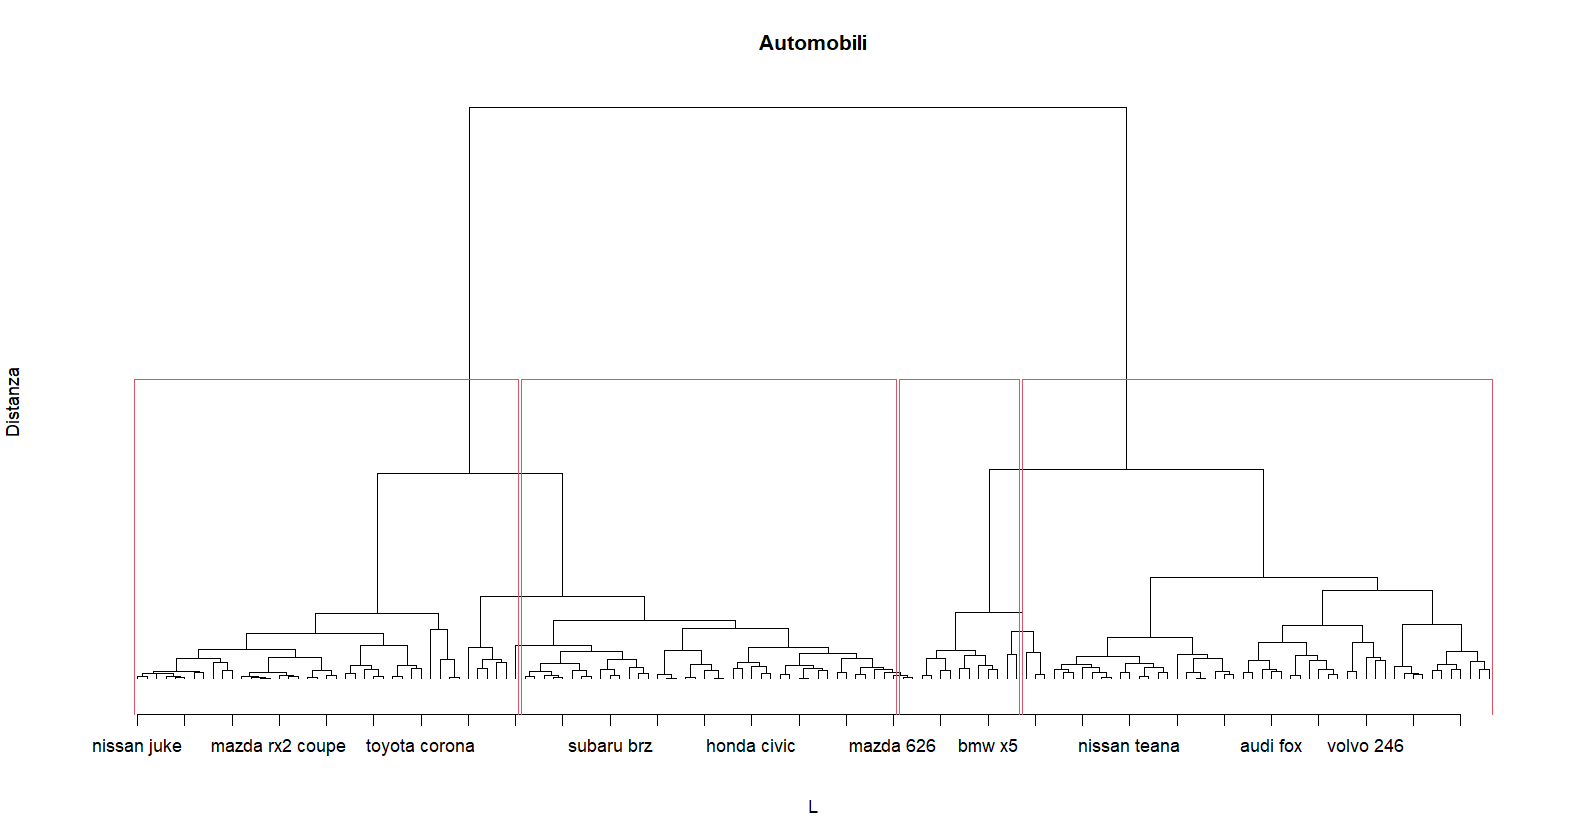 Automobili
Distanza
nissan juke mazda rx2 coupe toyota corona subaru brz honda civic mazda 626 bmw x5 nissan teana audi fox volvo 246
L